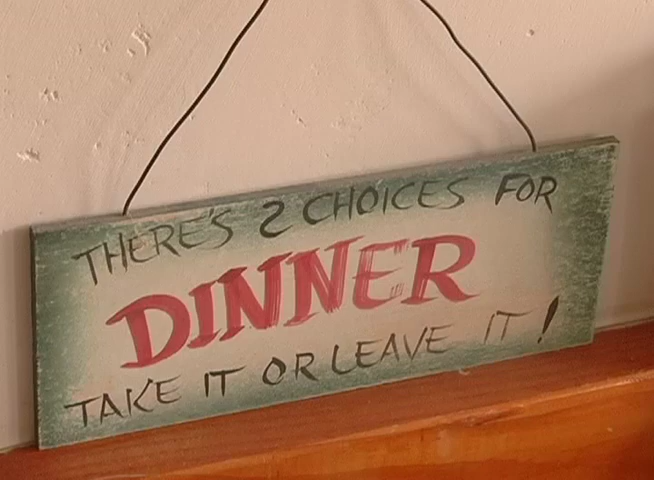 THERE'S 2 CHOICES FOR
DINNER
TAKE IT OR LEAVE IT!